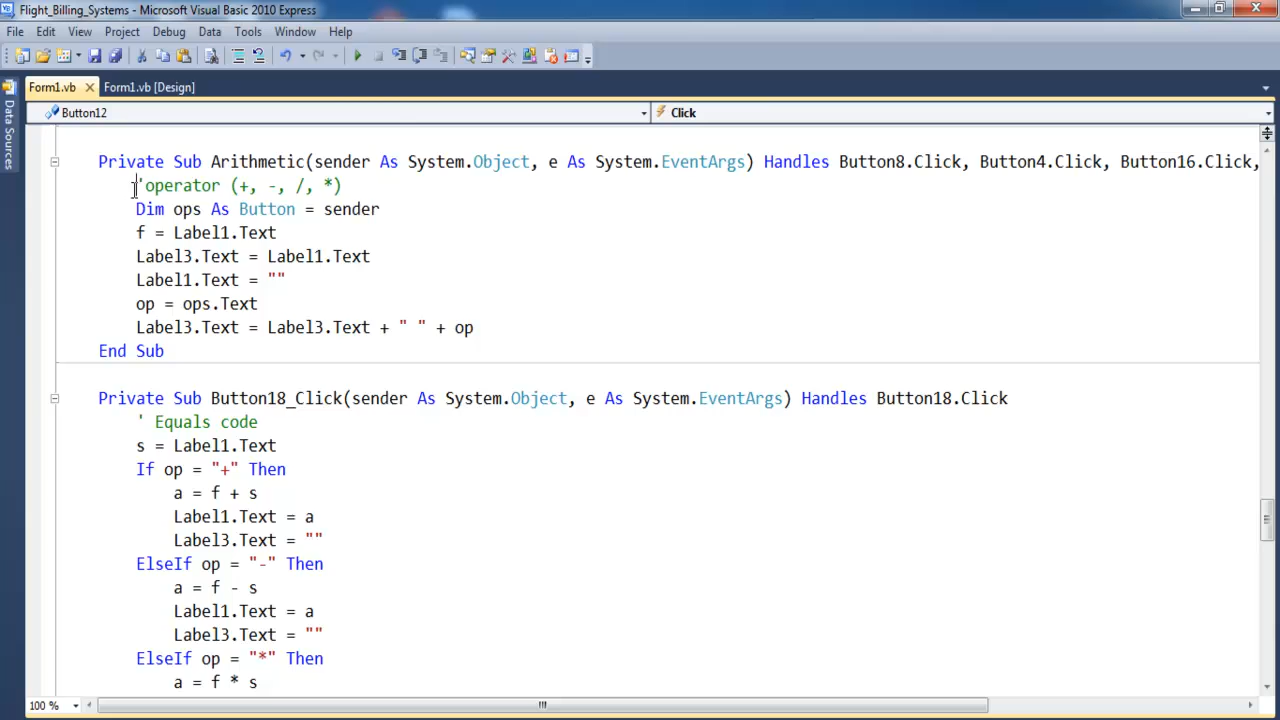 Flight_Billing_Systems - Microsoft Visual Basic 2010 Express
File Edit View Project Debug Data Tools Window Help
Form1.vb Form1.vb [Design]
Data Sources
Button12 Click
Private Sub Arithmetic(sender As System.Object, e As System.EventArgs) Handles Button8.Click, Button4.Click, Button16.Click,
'operator (+, -, /, *)
Dim ops As Button = sender
f = Label1.Text
Label3.Text = Label1.Text
Label1.Text = ""
op = ops.Text
Label3.Text = Label3.Text + " " + op
End Sub
Private Sub Button18_Click(sender As System.Object, e As System.EventArgs) Handles Button18.Click
' Equals code
s = Label1.Text
If op = "+" Then
a = f + s
Label1.Text = a
Label3.Text = ""
ElseIf op = "-" Then
a = f - s
Label1.Text = a
Label3.Text = ""
ElseIf op = "*" Then
a = f * s
100 %